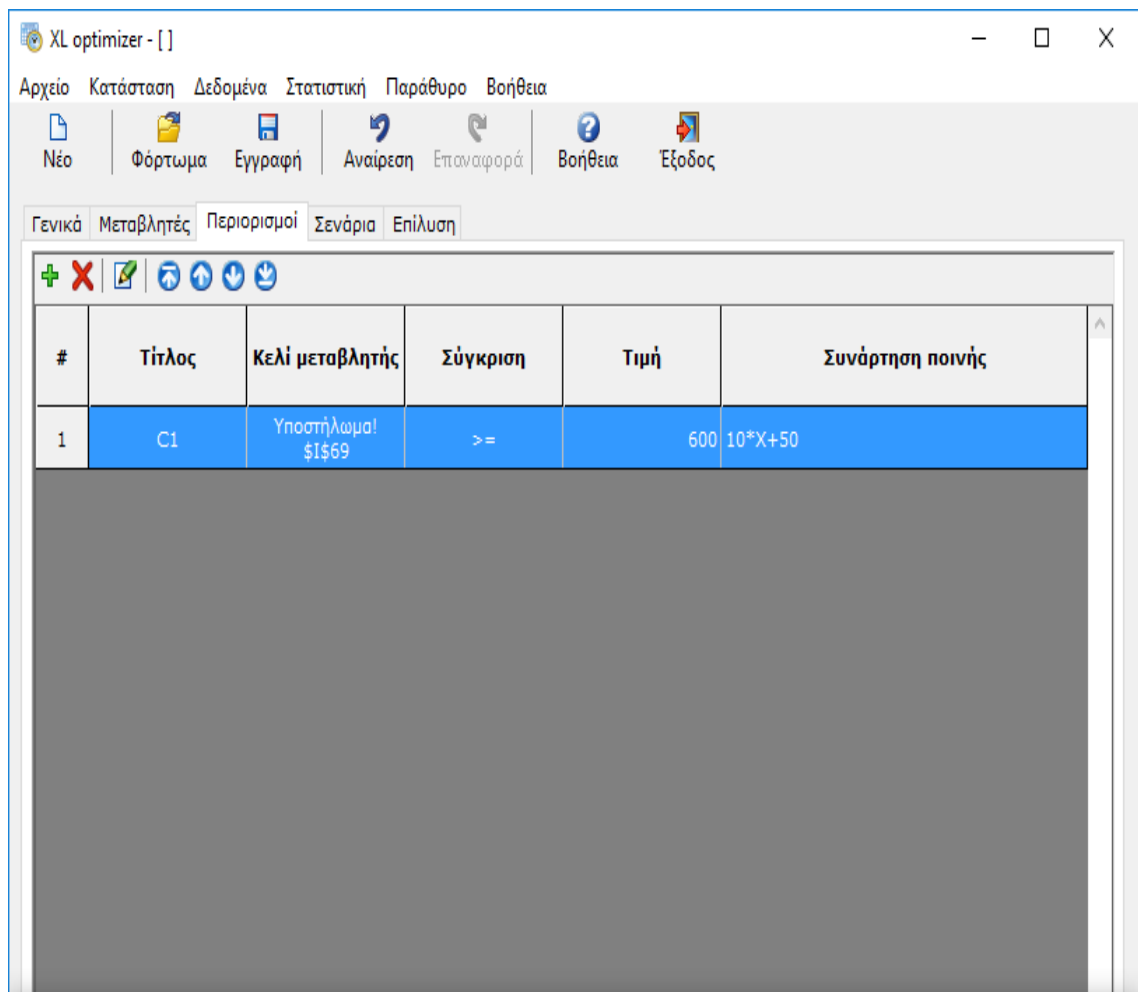 XL optimizer - [ ]
Αρχείο Κατάσταση Δεδομένα Στατιστική Παράθυρο Βοήθεια
Νέο Φόρτωμα Εγγραφή Αναίρεση Επαναφορά Βοήθεια Έξοδος
Γενικά Μεταβλητές Περιορισμοί Σενάρια Επίλυση
# Τίτλος Κελί μεταβλητής Σύγκριση Τιμή Συνάρτηση ποινής
1 C1 Υποστήλωμα! >= 600 10*X+50
$I$69